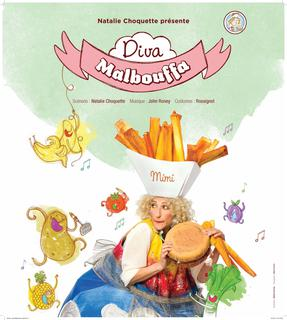 Natalie Choquette présente
Diva
Malbouffa
Scénario : Natalie Choquette Musique : John Roney Costumes : Rossignol
Mimi